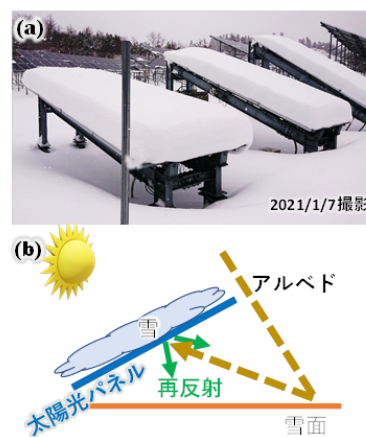 (a)
2021/1/7撮影
(b)
アルベド
雪
再反射
太陽光パネル
雪面